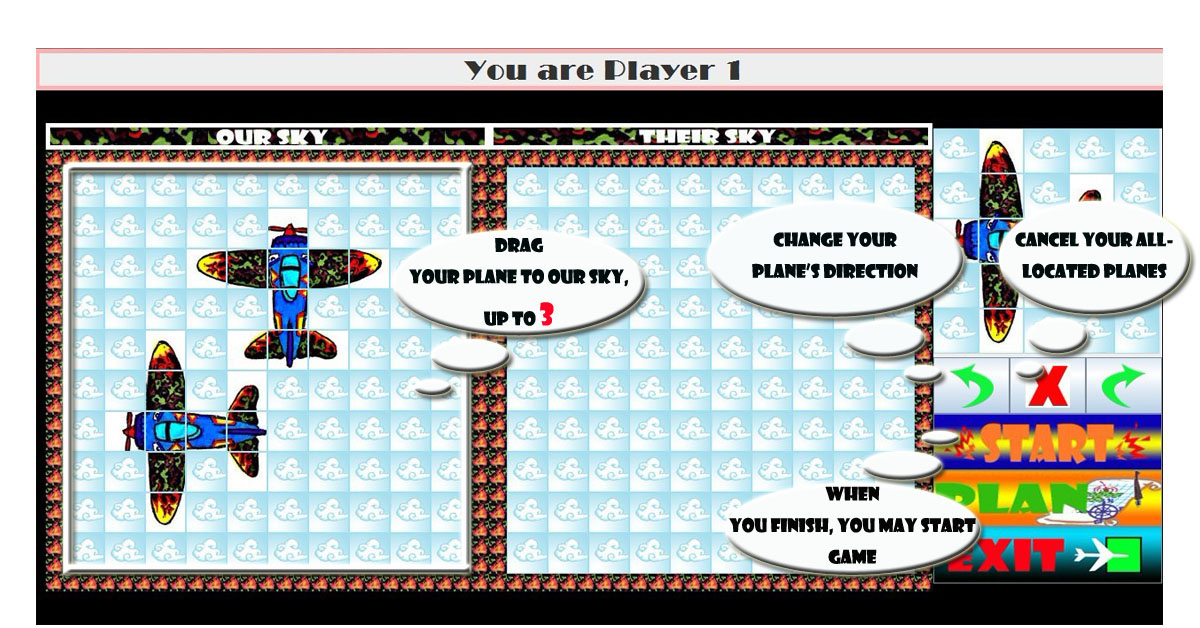 You are Player 1
OUR SKY
THEIR SKY
DRAG
YOUR PLANE TO OUR SKY,
UP TO 3
CHANGE YOUR
PLANE'S DIRECTION
CANCEL YOUR ALL-
LOCATED PLANES
X
START
PLAN
WHEN
YOU FINISH, YOU MAY START
GAME
EXIT